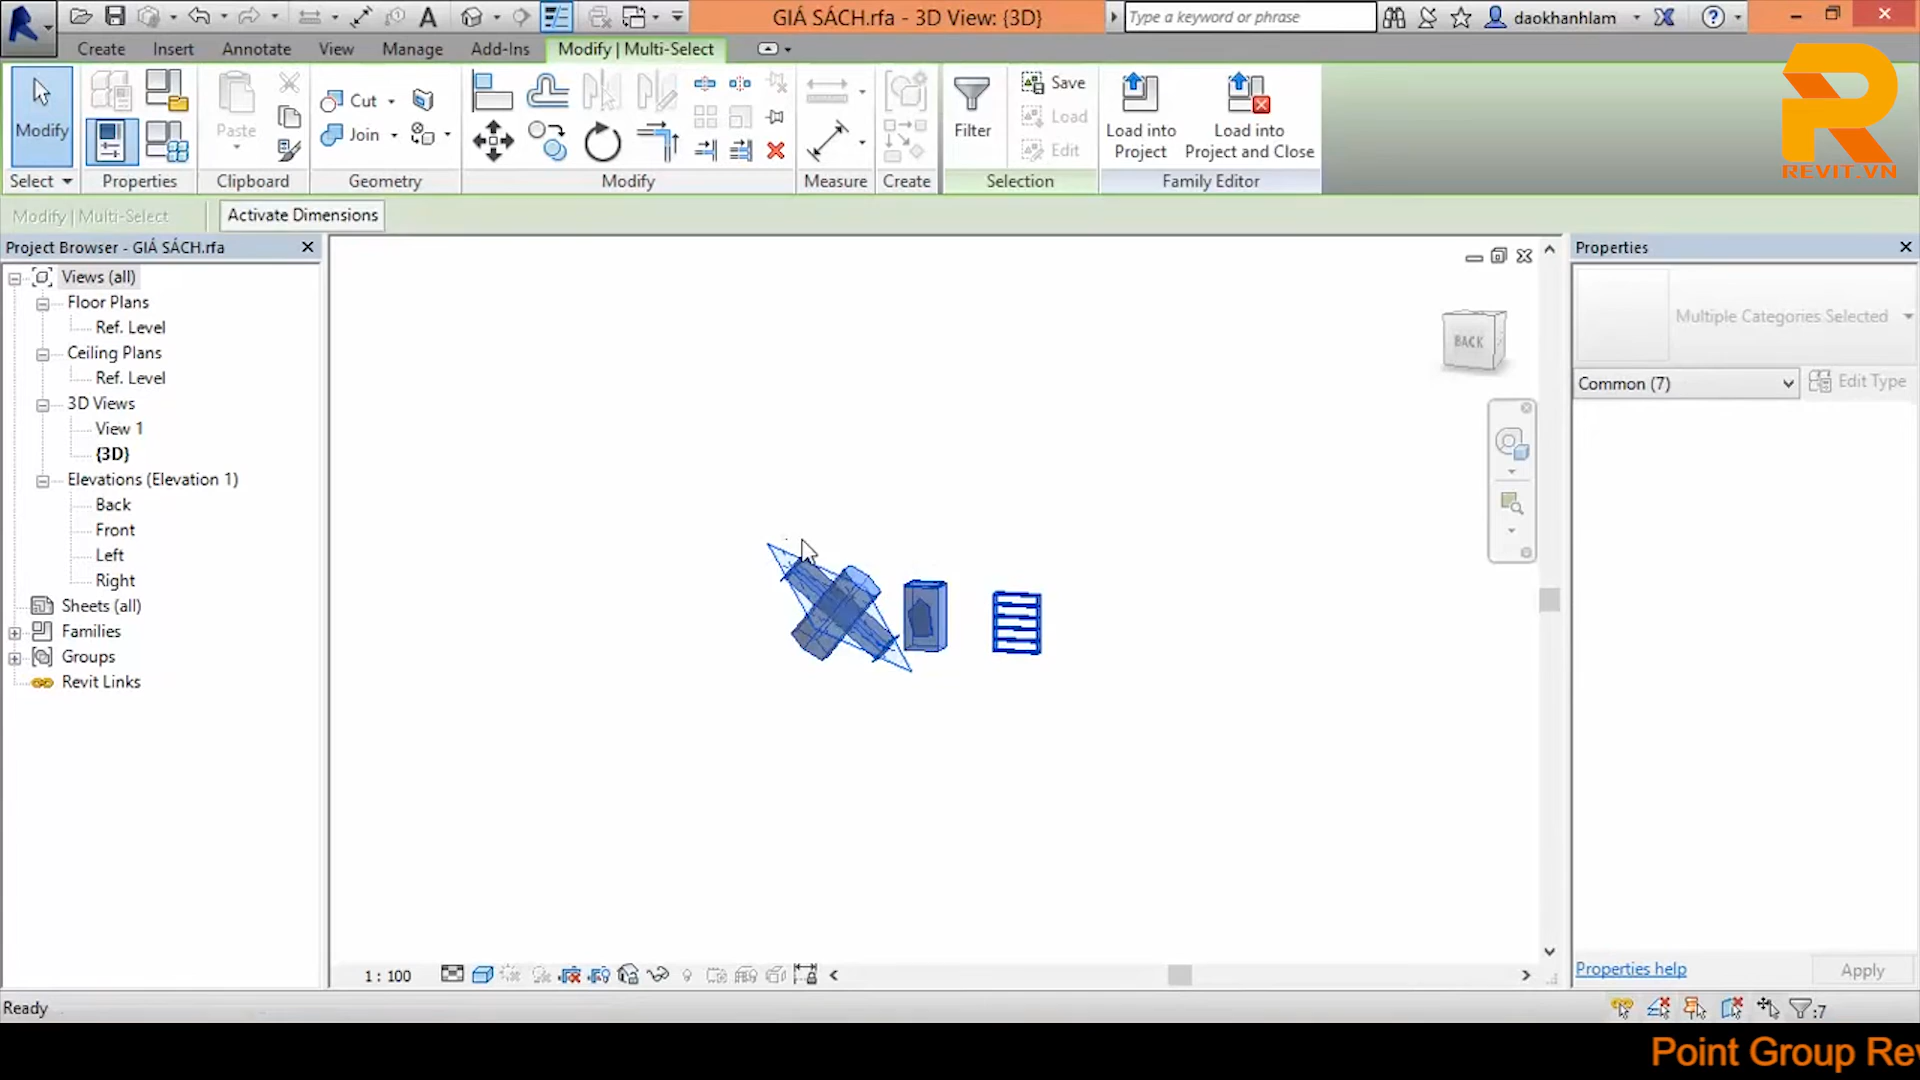 GIÁ SÁCH.rfa - 3D View: {3D}
Type a keyword or phrase
daokhanhlam
Create
Insert
Annotate
View
Manage
Add-Ins
Modify | Multi-Select
Modify
Paste
Cut
Join
Filter
Save
Load
Edit
Load into
Project
Load into
Project and Close
Select
Properties
Clipboard
Geometry
Modify
Measure
Create
Selection
Family Editor
R
REVIT.VN
Modify | Multi-Select
Activate Dimensions
Project Browser - GIÁ SÁCH.rfa
Views (all)
Floor Plans
Ref. Level
Ceiling Plans
Ref. Level
3D Views
View 1
{3D}
Elevations (Elevation 1)
Back
Front
Left
Right
Sheets (all)
Families
Groups
Revit Links
BACK
Properties
Multiple Categories Selected
Common (7)
Edit Type
1 : 100
Properties help
Apply
Ready
:7
Point Group Rev